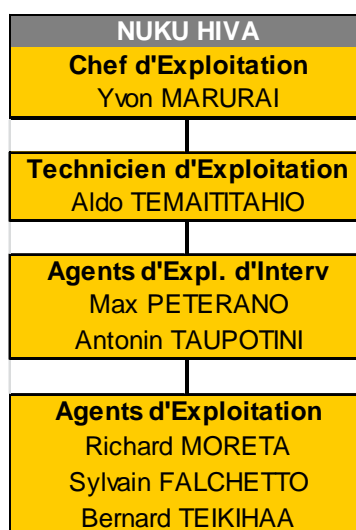 NUKU HIVA
Chef d'Exploitation
Yvon MARURAI
Technicien d'Exploitation
Aldo TEMAITITAHIO
Agents d'Expl. d'Interv
Max PETERANO
Antonin TAUPOTINI
Agents d'Exploitation
Richard MORETA
Sylvain FALCHETTO
Bernard TEIKIHAA